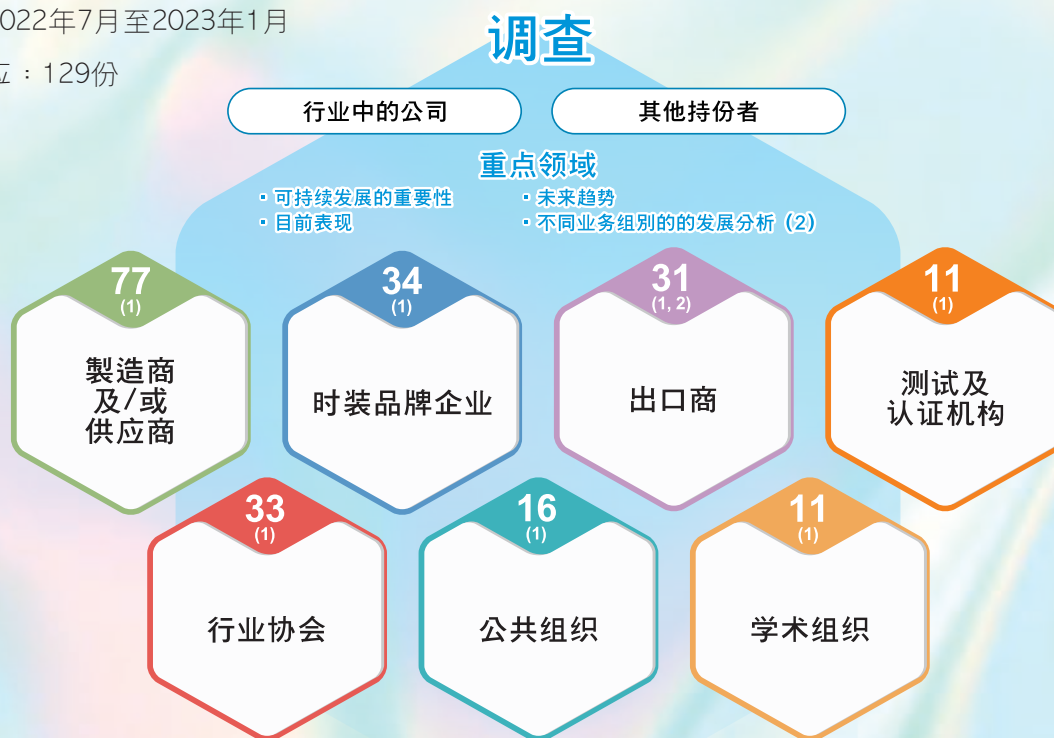 022年7月至2023年1月
：129份
调查
行业中的公司
其他持份者
重点领域
·可持续发展的重要性
·目前表现
·未来趋势
·不同业务组别的的发展分析（2）
77
(1)
製造商
及/或
供应商
34
(1)
时装品牌企业
31
(1, 2)
出口商
11
(1)
测试及
认证机构
33
(1)
行业协会
16
(1)
公共组织
11
(1)
学术组织